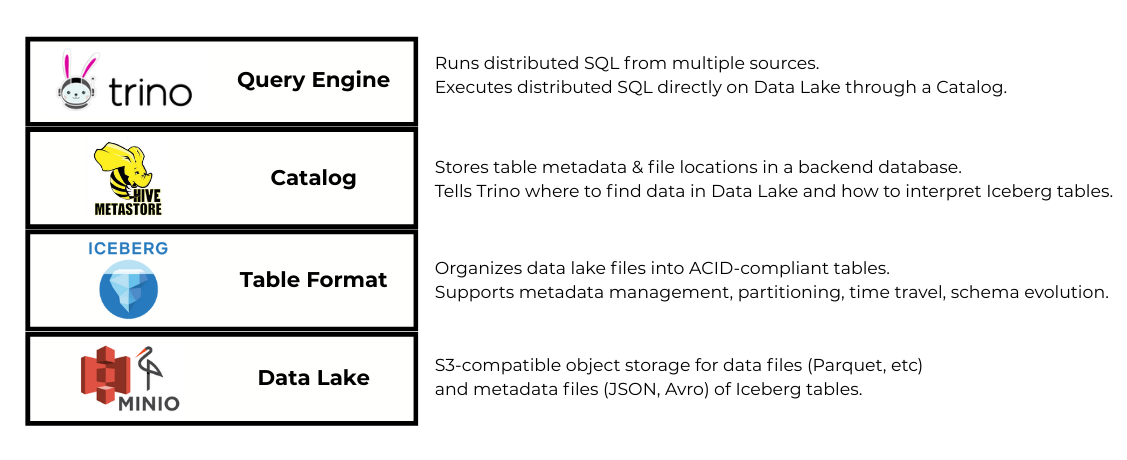 trino
Query Engine
Runs distributed SQL from multiple sources.
Executes distributed SQL directly on Data Lake through a Catalog.
HIVE
METASTORE
Catalog
Stores table metadata & file locations in a backend database.
Tells Trino where to find data in Data Lake and how to interpret Iceberg tables.
ICEBERG
Table Format
Organizes data lake files into ACID-compliant tables.
Supports metadata management, partitioning, time travel, schema evolution.
MINIO
Data Lake
S3-compatible object storage for data files (Parquet, etc)
and metadata files (JSON, Avro) of Iceberg tables.